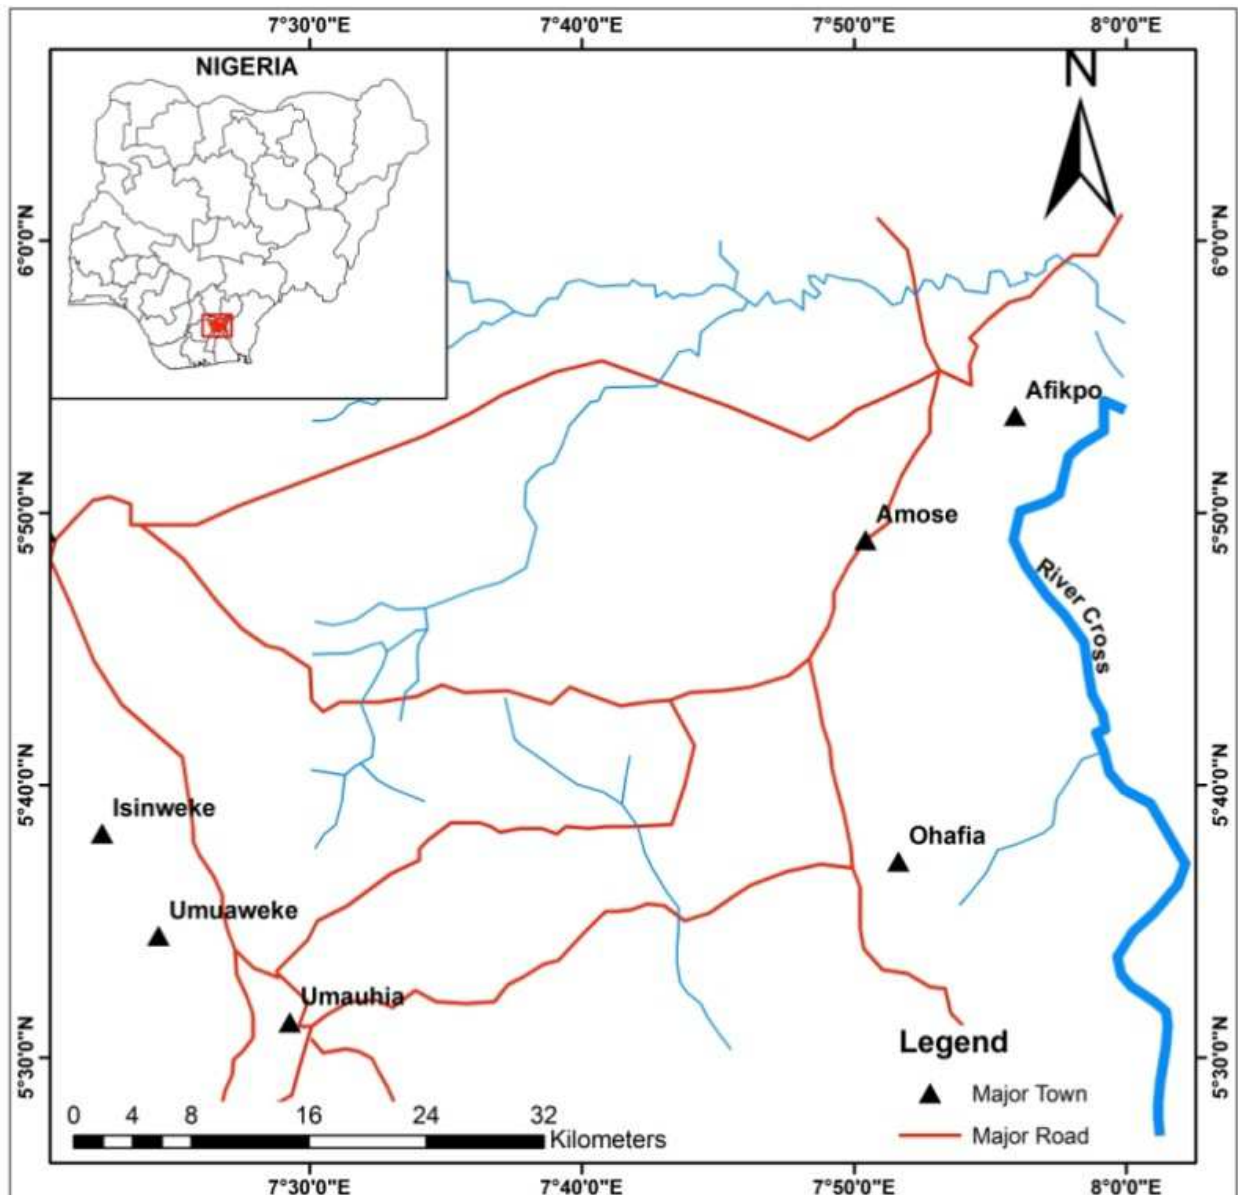 7°30'0"E 7°40'0"E 7°50'0"E 8°0'0"E
NIGERIA
N
6°0'0"N 6°0'0"N
Afikpo
5°50'0"N 5°50'0"N
Amose
River Cross
5°40'0"N 5°40'0"N
Isinweke
Ohafia
Umuaweke
Umauhia
5°30'0"N 5°30'0"N
Legend
Major Town
Major Road
0 4 8 16 24 32
Kilometers
7°30'0"E 7°40'0"E 7°50'0"E 8°0'0"E